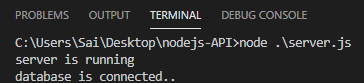 PROBLEMS OUTPUT TERMINAL DEBUG CONSOLE
C:\Users\Sai\Desktop\nodejs-API>node .\server.js
server is running
database is connected..